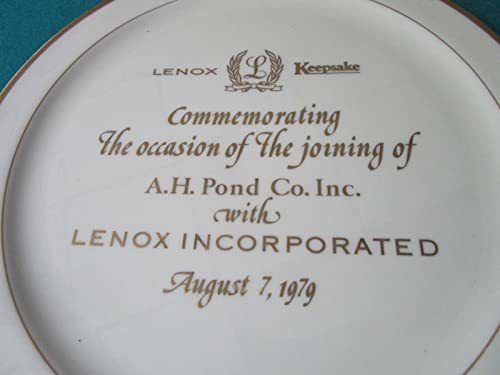 LENOX L Keepsake
Commemorating
The occasion of The joining of
A.H. Pond Co. Inc.
with
LENOX INCORPORATED
August 7, 1979